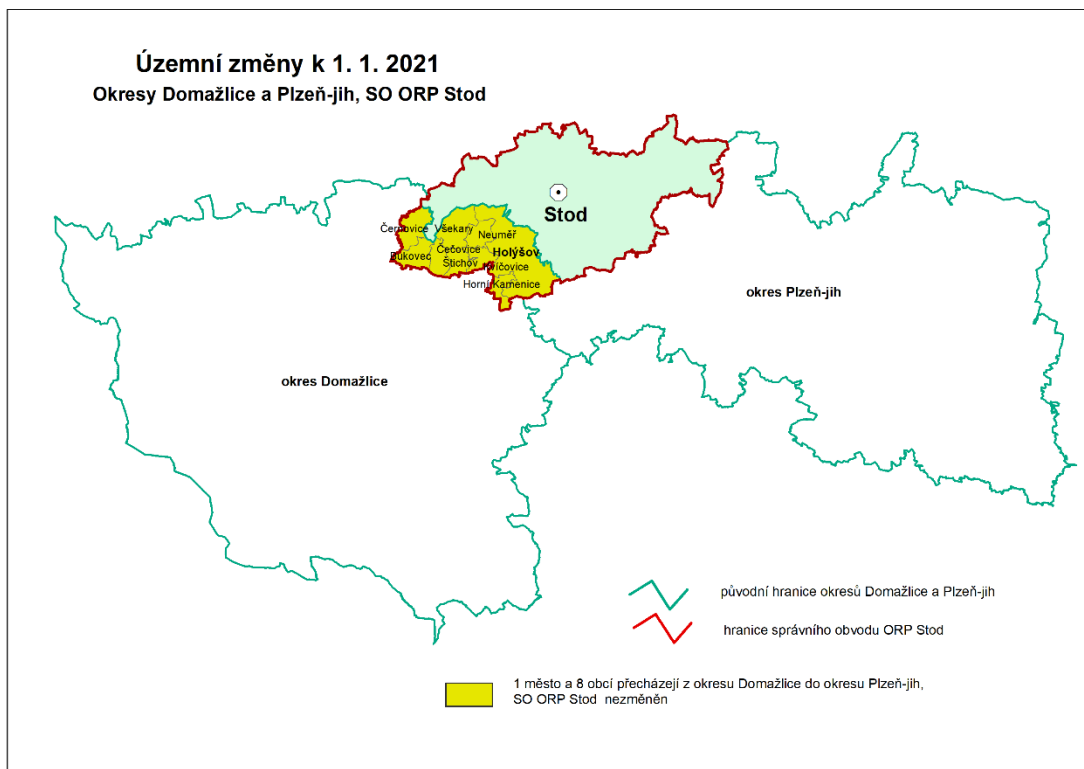 Územní změny k 1. 1. 2021
Okresy Domažlice a Plzeň-jih, SO ORP Stod
Stod
Černovice
Všekary
Neuměř
Bukovec
Čečovice
Holýšov
Štichov
Kvíčovice
Horní Kamenice
okres Plzeň-jih
okres Domažlice
původní hranice okresů Domažlice a Plzeň-jih
hranice správního obvodu ORP Stod
1 město a 8 obcí přecházejí z okresu Domažlice do okresu Plzeň-jih,
SO ORP Stod nezměněn